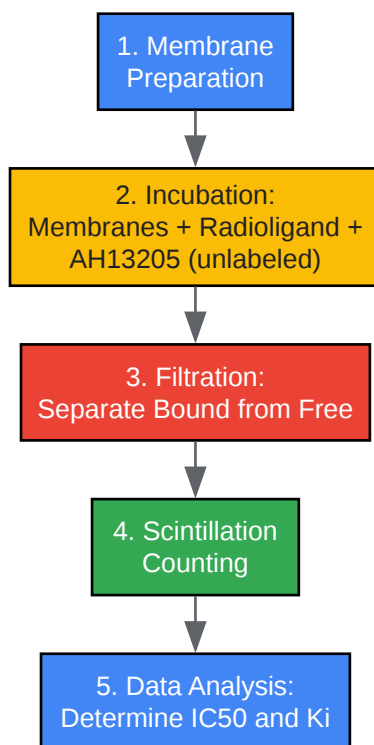 1. Membrane
Preparation
2. Incubation:
Membranes + Radioligand +
AH13205 (unlabeled)
3. Filtration:
Separate Bound from Free
4. Scintillation
Counting
5. Data Analysis:
Determine IC50 and Ki